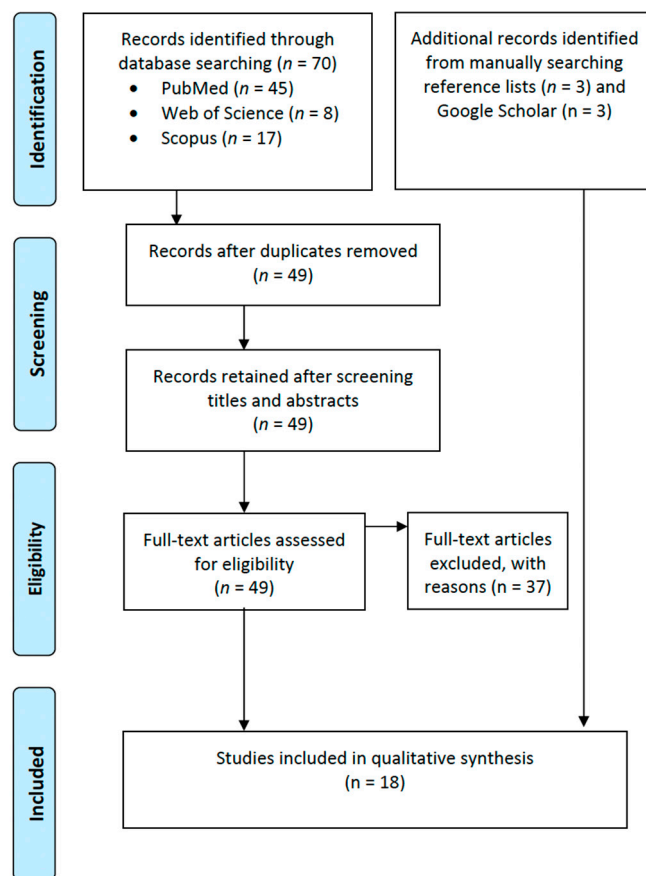 Identification
Records identified through
database searching (n = 70)
• PubMed (n = 45)
• Web of Science (n = 8)
• Scopus (n = 17)
Additional records identified
from manually searching
reference lists (n = 3) and
Google Scholar (n = 3)
Screening
Records after duplicates removed
(n = 49)
Records retained after screening
titles and abstracts
(n = 49)
Eligibility
Full-text articles assessed
for eligibility
(n = 49)
Full-text articles
excluded, with
reasons (n = 37)
Included
Studies included in qualitative synthesis
(n = 18)